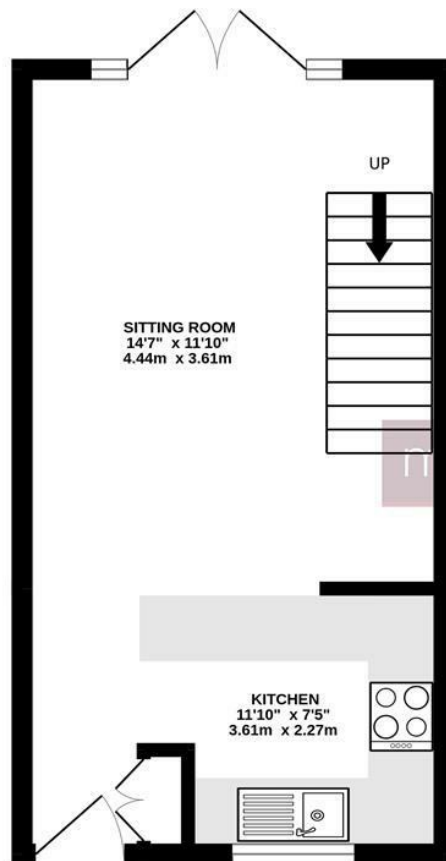 UP
SITTING ROOM
14'7" x 11'10"
4.44m x 3.61m
KITCHEN
11'10" x 7'5"
3.61m x 2.27m